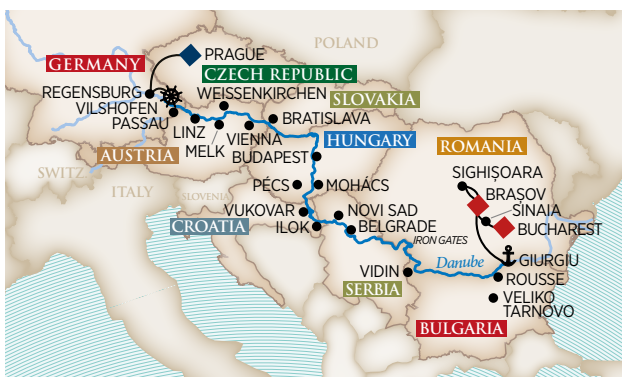 POLAND
PRAGUE
GERMANY
CZECH REPUBLIC
REGENSBURG
WEISSENKIRCHEN
SLOVAKIA
VILSHOFEN
PASSAU
BRATISLAVA
LINZ
VIENNA
HUNGARY
ROMANIA
MELK
AUSTRIA
BUDAPEST
SIGHIȘOARA
SWITZ
ITALY
SLOVENIA
PÉCS
MOHÁCS
BRAȘOV
SINAIA
VUKOVAR
NOVI SAD
BUCHAREST
CROATIA
ILOK
BELGRADE
IRON GATES
GIURGIU
Danube
VIDIN
ROUSSE
SERBIA
VELIKO
TARNOVO
BULGARIA